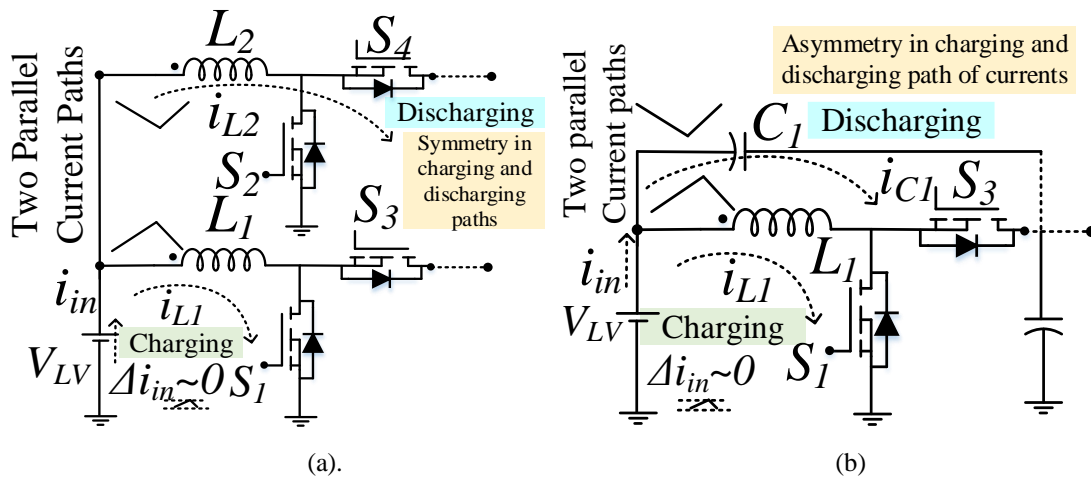 Two Parallel
Current Paths
L2
S4
iL2
Discharging
Symmetry in
charging and
discharging
paths
S2
L1
S3
iin
iL1
Charging
VLV
Δiin~0
S1
(a).
Asymmetry in charging and
discharging path of currents
Two parallel
Current paths
C1
Discharging
iC1
S3
L1
iin
iL1
VLV
Charging
S1
Δiin~0
(b)